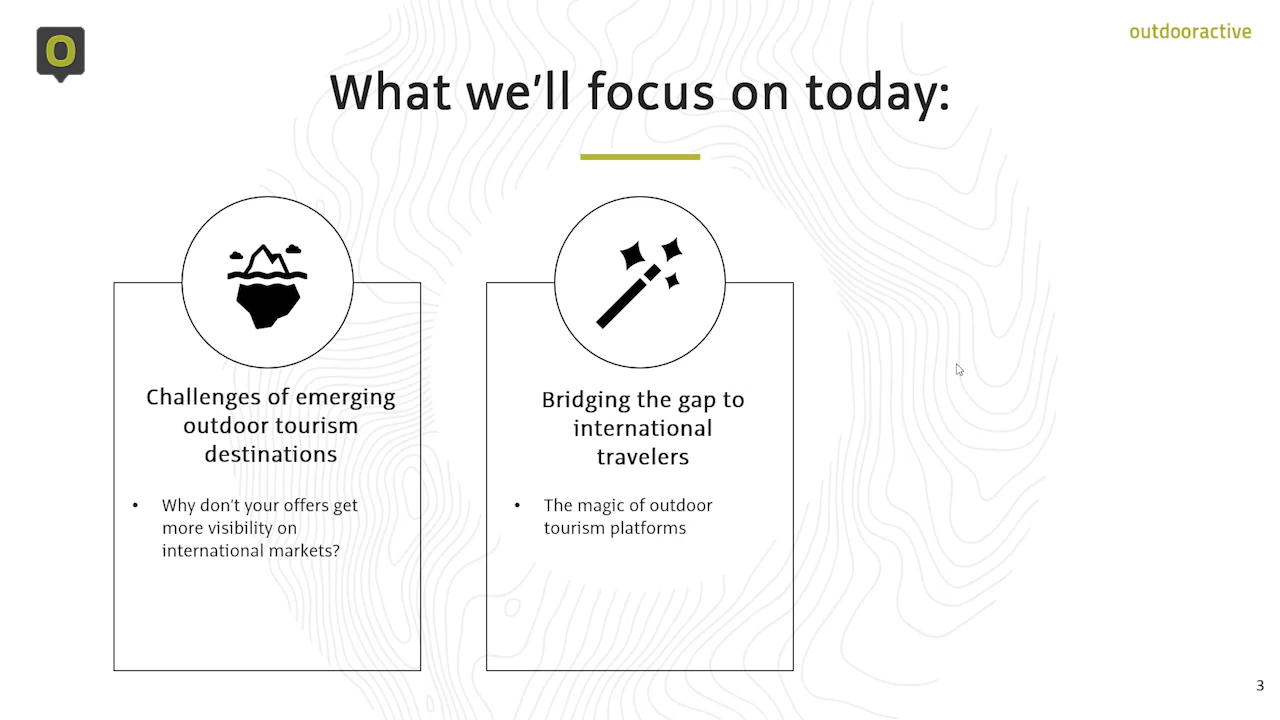 O
outdooractive
What we'll focus on today:
Challenges of emerging
outdoor tourism
destinations
• Why don't your offers get
more visibility on
international markets?
Bridging the gap to
international
travelers
• The magic of outdoor
tourism platforms
3